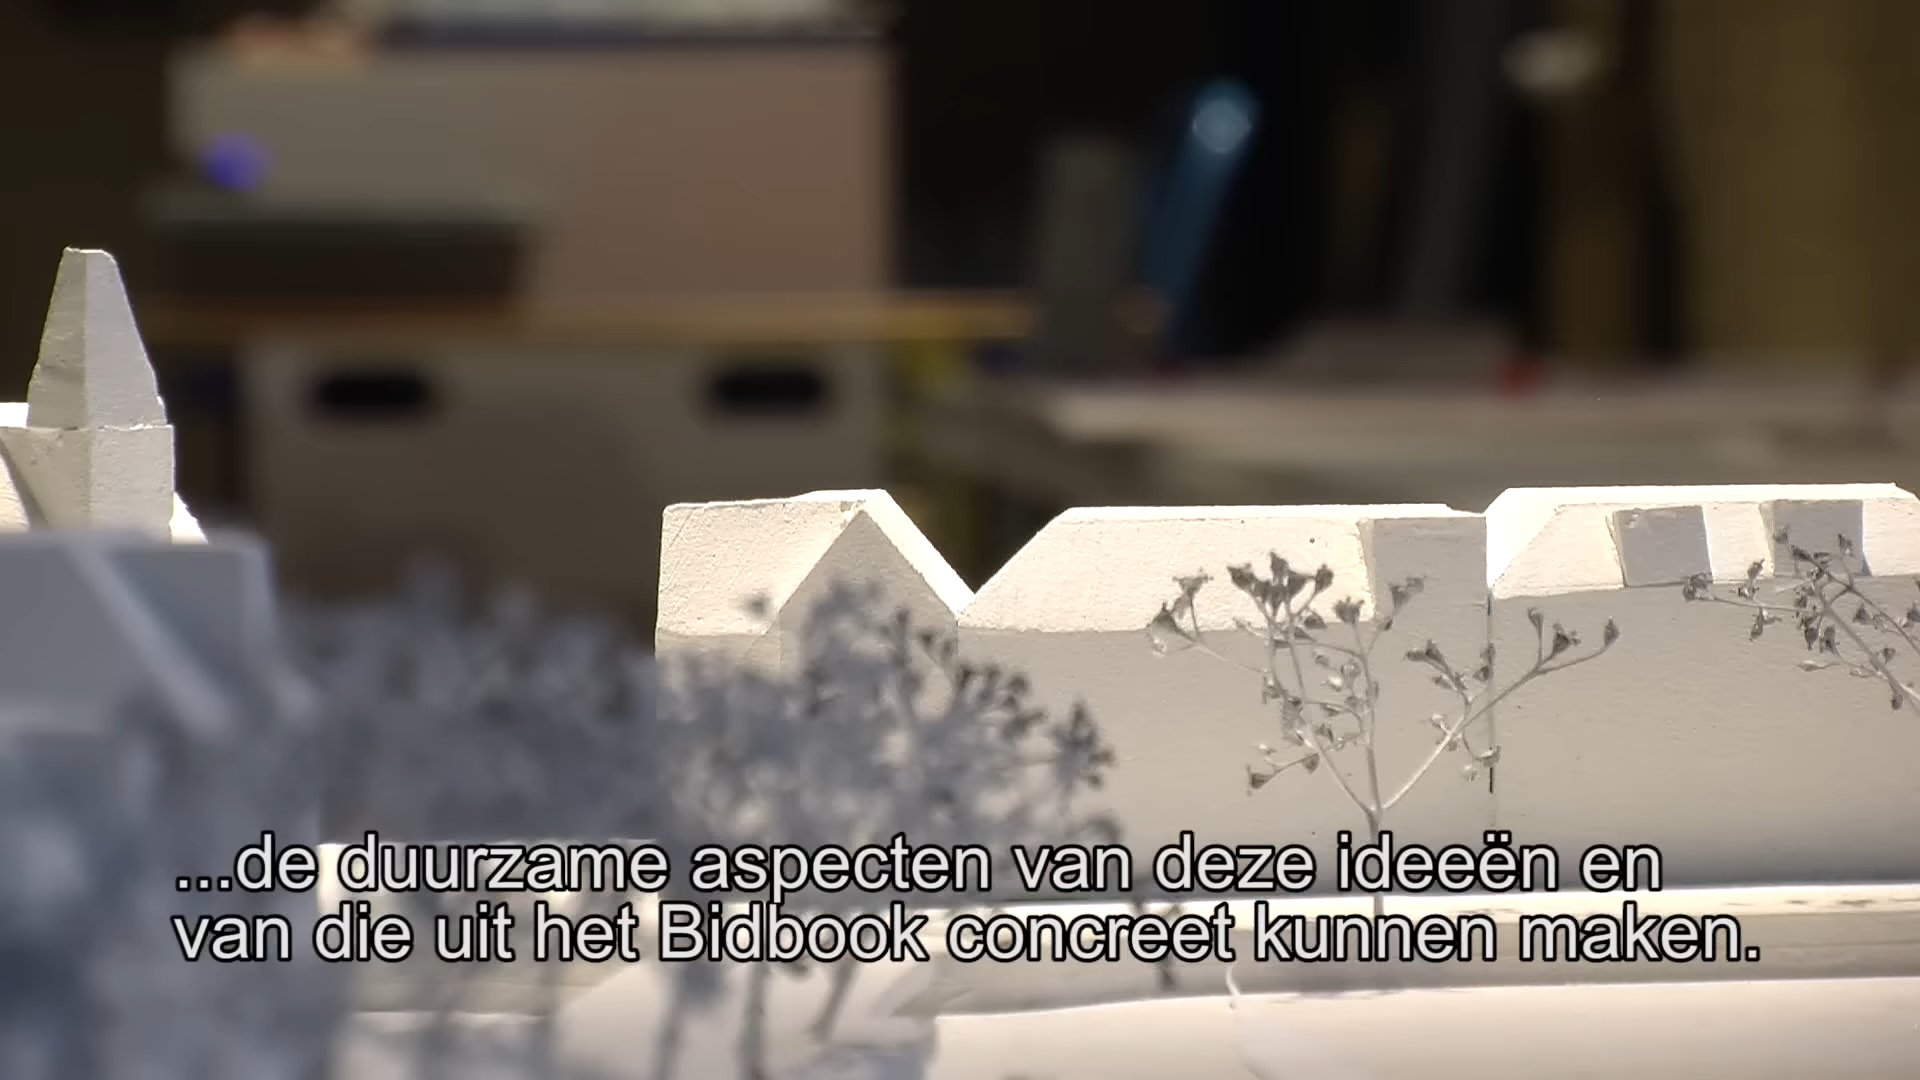 ...de duurzame aspecten van deze ideeën en
van die uit het Bidbook concreet kunnen maken.